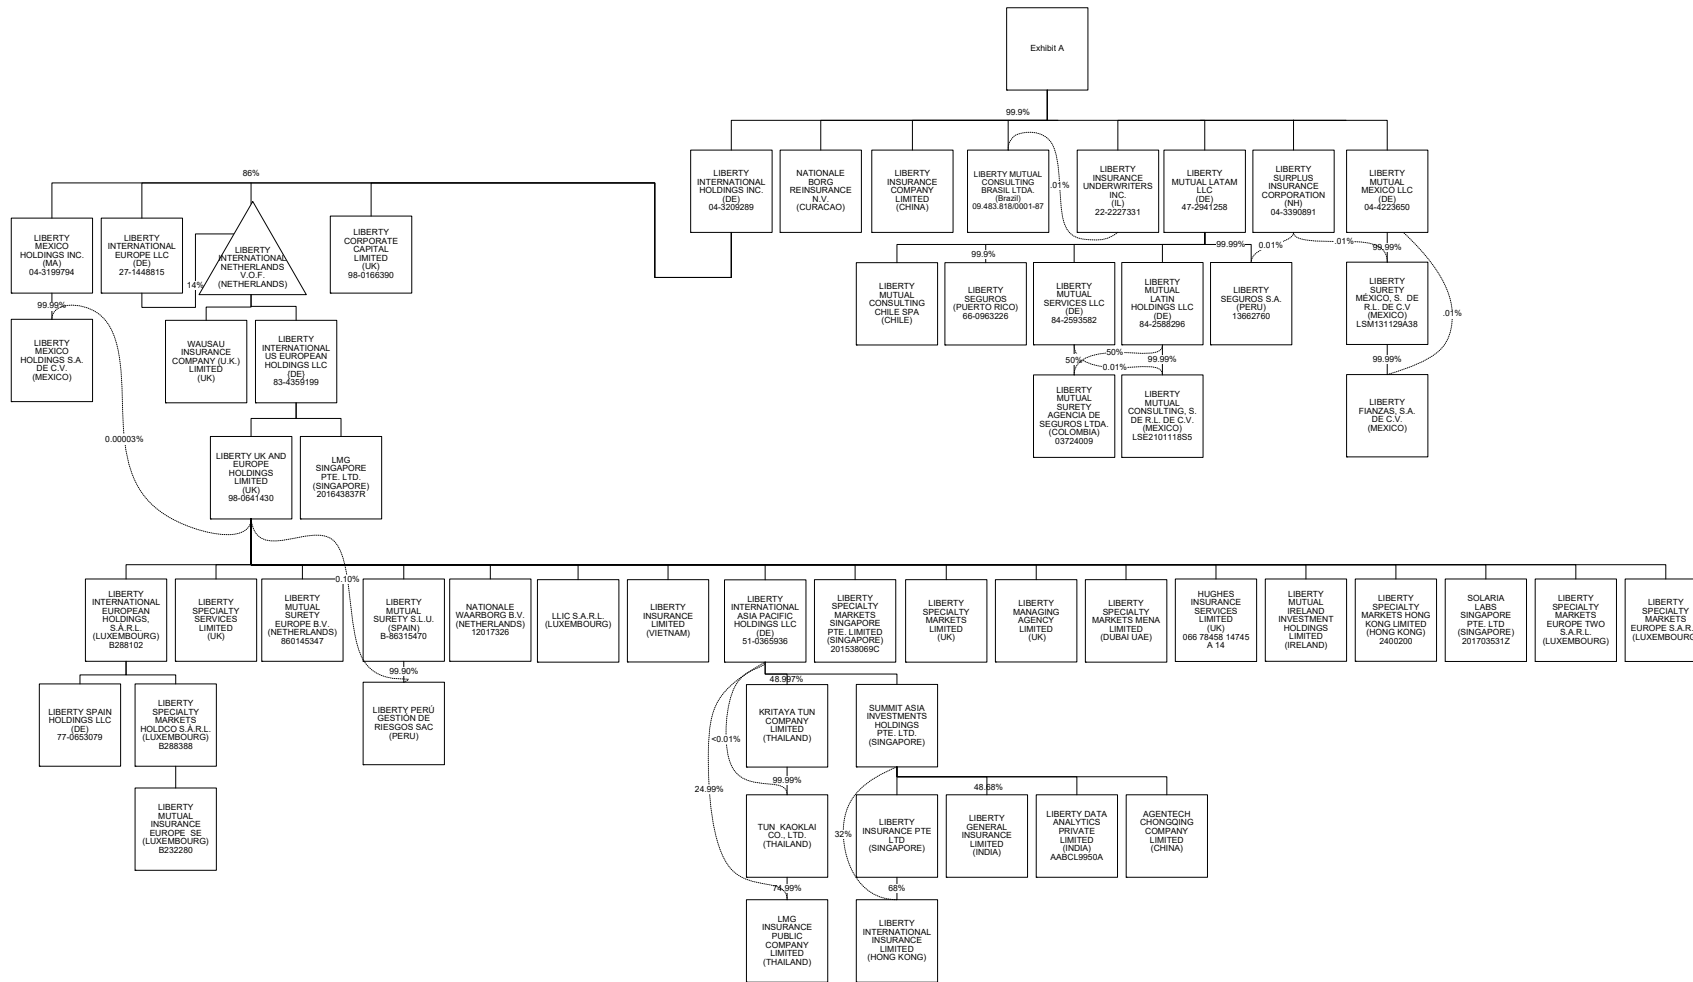 Exhibit A
99.9%
LIBERTY
INTERNATIONAL
HOLDINGS INC.
(DE)
04-3209289
NATIONALE
BORG
REINSURANCE
N.V.
(CURACAO)
LIBERTY
INSURANCE
COMPANY
LIMITED
(CHINA)
LIBERTY MUTUAL
CONSULTING
BRASIL LTDA.
(Brazil)
09.483.818/0001-87
.01%
LIBERTY
INSURANCE
UNDERWRITERS
INC.
(IL)
22-2227331
LIBERTY
MUTUAL LATAM
LLC
(DE)
47-2941258
LIBERTY
SURPLUS
INSURANCE
CORPORATION
(NH)
04-3390891
LIBERTY
MUTUAL
MEXICO LLC
(DE)
04-4223650
86%
LIBERTY
MEXICO
HOLDINGS INC.
(MA)
04-3199794
LIBERTY
INTERNATIONAL
EUROPE LLC
(DE)
27-1448815
14%
LIBERTY
INTERNATIONAL
NETHERLANDS
V.O.F.
(NETHERLANDS)
LIBERTY
CORPORATE
CAPITAL
LIMITED
(UK)
98-0166390
99.9%
99.99%
0.01%
.01%
99.99%
.01%
LIBERTY
MUTUAL
CONSULTING
CHILE SPA
(CHILE)
LIBERTY
SEGUROS
(PUERTO RICO)
66-0963226
LIBERTY
MUTUAL
SERVICES LLC
(DE)
84-2593582
LIBERTY
MUTUAL
LATIN
HOLDINGS LLC
(DE)
84-2588296
LIBERTY
SEGUROS S.A.
(PERU)
13662760
LIBERTY
SURETY
MÉXICO, S. DE
R.L. DE C.V
(MEXICO)
LSM131129A38
99.99%
LIBERTY
MEXICO
HOLDINGS S.A.
DE C.V.
(MEXICO)
WAUSAU
INSURANCE
COMPANY (U.K.)
LIMITED
(UK)
LIBERTY
INTERNATIONAL
US EUROPEAN
HOLDINGS LLC
(DE)
83-4359199
50%
50%
0.01%
99.99%
99.99%
LIBERTY
MUTUAL
SURETY
AGENCIA DE
SEGUROS LTDA.
(COLOMBIA)
03724009
LIBERTY
MUTUAL
CONSULTING, S.
DE R.L. DE C.V.
(MEXICO)
LSE2101118S5
LIBERTY
FIANZAS, S.A.
DE C.V.
(MEXICO)
0.00003%
LIBERTY UK AND
EUROPE
HOLDINGS
LIMITED
(UK)
98-0641430
LMG
SINGAPORE
PTE. LTD.
(SINGAPORE)
201643837R
0.10%
LIBERTY
INTERNATIONAL
EUROPEAN
HOLDINGS,
S.À.R.L.
(LUXEMBOURG)
B288102
LIBERTY
SPECIALTY
SERVICES
LIMITED
(UK)
LIBERTY
MUTUAL
SURETY
EUROPE B.V.
(NETHERLANDS)
860145347
LIBERTY
MUTUAL
SURETY S.L.U.
(SPAIN)
B-86315470
NATIONALE
WAARBORG B.V.
(NETHERLANDS)
12017326
LLIC S.A.R.L.
(LUXEMBOURG)
LIBERTY
INSURANCE
LIMITED
(VIETNAM)
LIBERTY
INTERNATIONAL
ASIA PACIFIC
HOLDINGS LLC
(DE)
51-0365936
LIBERTY
SPECIALTY
MARKETS
SINGAPORE
PTE. LIMITED
(SINGAPORE)
201538069C
LIBERTY
SPECIALTY
MARKETS
LIMITED
(UK)
LIBERTY
MANAGING
AGENCY
LIMITED
(UK)
LIBERTY
SPECIALTY
MARKETS MENA
LIMITED
(DUBAI UAE)
HUGHES
INSURANCE
SERVICES
LIMITED
(UK)
066 78458 14745
A 14
LIBERTY
MUTUAL
IRELAND
INVESTMENT
HOLDINGS
LIMITED
(IRELAND)
LIBERTY
SPECIALTY
MARKETS HONG
KONG LIMITED
(HONG KONG)
2400200
SOLARIA
LABS
SINGAPORE
PTE. LTD
(SINGAPORE)
201703531Z
LIBERTY
SPECIALTY
MARKETS
EUROPE TWO
S.A.R.L.
(LUXEMBOURG)
LIBERTY
SPECIALTY
MARKETS
EUROPE S.A.R.
(LUXEMBOURG
LIBERTY SPAIN
HOLDINGS LLC
(DE)
77-0653079
LIBERTY
SPECIALTY
MARKETS
HOLDCO S.À.R.L.
(LUXEMBOURG)
B288388
99.90%
LIBERTY PERÚ
GESTIÓN DE
RIESGOS SAC
(PERU)
48.997%
KRITAYA TUN
COMPANY
LIMITED
(THAILAND)
SUMMIT ASIA
INVESTMENTS
HOLDINGS
PTE. LTD.
(SINGAPORE)
<0.01%
24.99%
99.99%
48.68%
LIBERTY
MUTUAL
INSURANCE
EUROPE SE
(LUXEMBOURG)
B232280
TUN KAOKLAI
CO., LTD.
(THAILAND)
32%
LIBERTY
INSURANCE PTE
LTD
(SINGAPORE)
LIBERTY
GENERAL
INSURANCE
LIMITED
(INDIA)
LIBERTY DATA
ANALYTICS
PRIVATE
LIMITED
(INDIA)
AABCL9950A
AGENTECH
CHONGQING
COMPANY
LIMITED
(CHINA)
74.99%
68%
LMG
INSURANCE
PUBLIC
COMPANY
LIMITED
(THAILAND)
LIBERTY
INTERNATIONAL
INSURANCE
LIMITED
(HONG KONG)